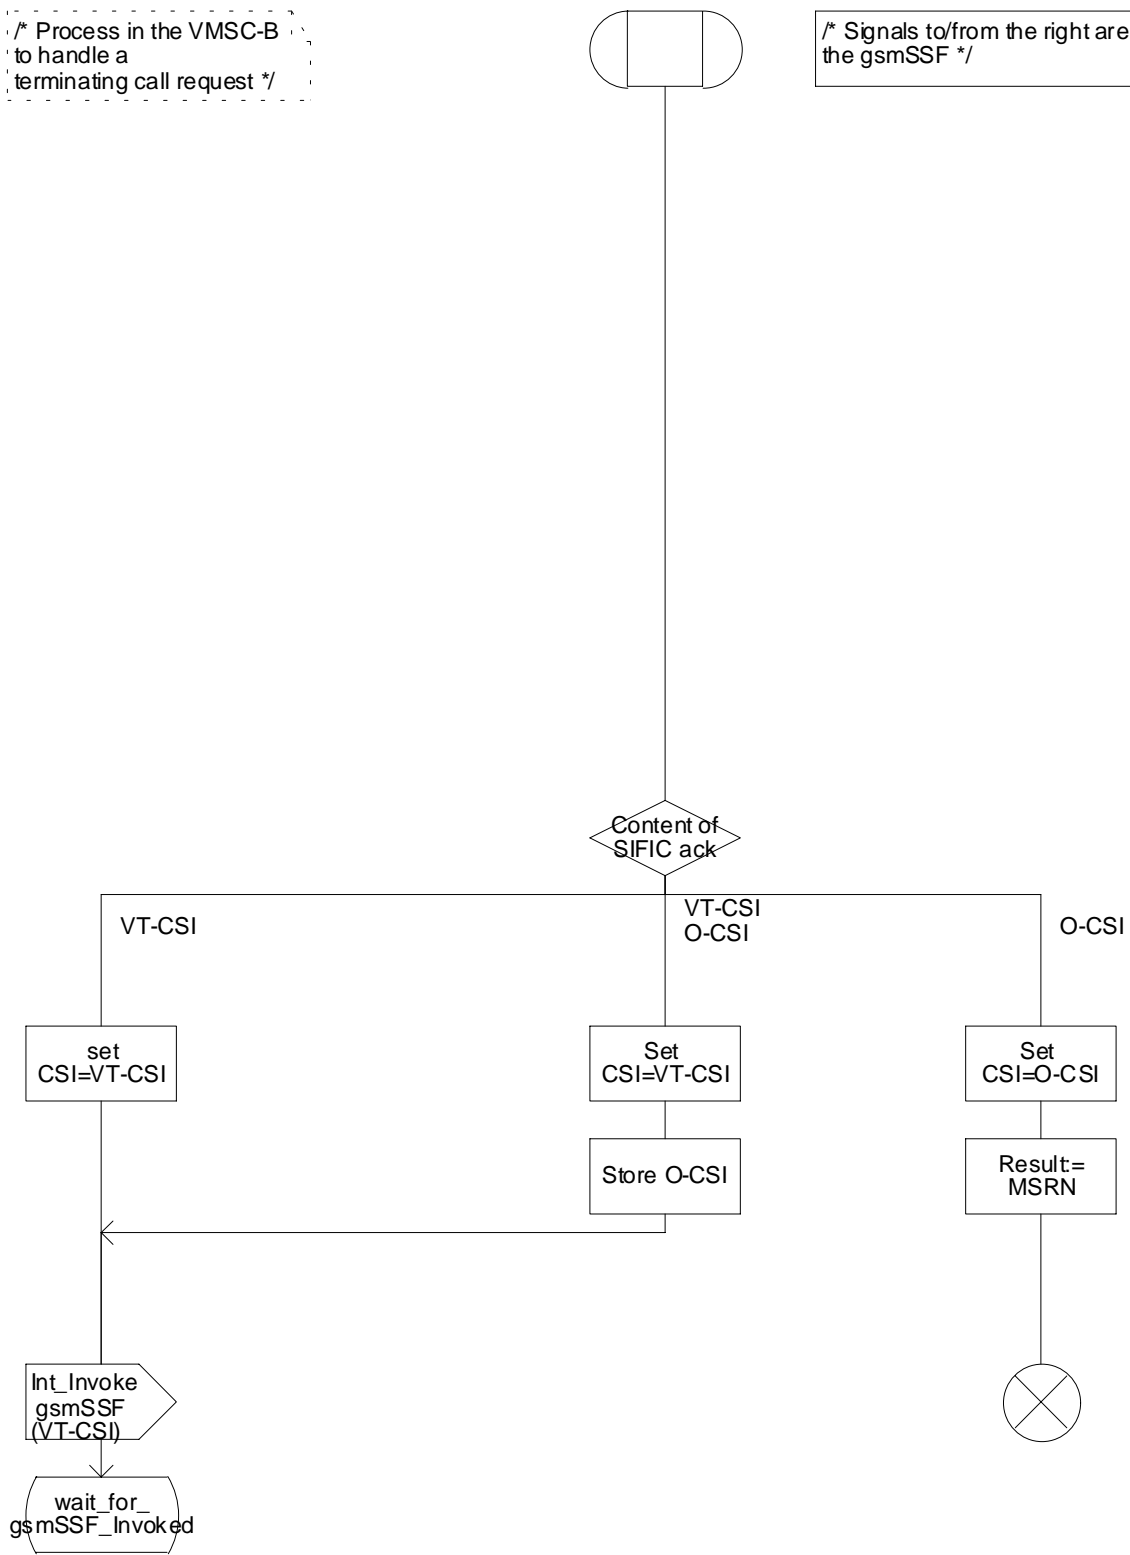 /* Process in the VMSC-B
to handle a
terminating call request */
/* Signals to/from the right are
the gsmSSF */
Content of
SIFIC ack
VT-CSI
VT-CSI
O-CSI
O-CSI
set
CSI=VT-CSI
Set
CSI=VT-CSI
Set
CSI=O-CSI
Store O-CSI
Result:=
MSRN
Int_Invoke
gsmSSF
(VT-CSI)
wait_for_
gsmSSF_Invoked